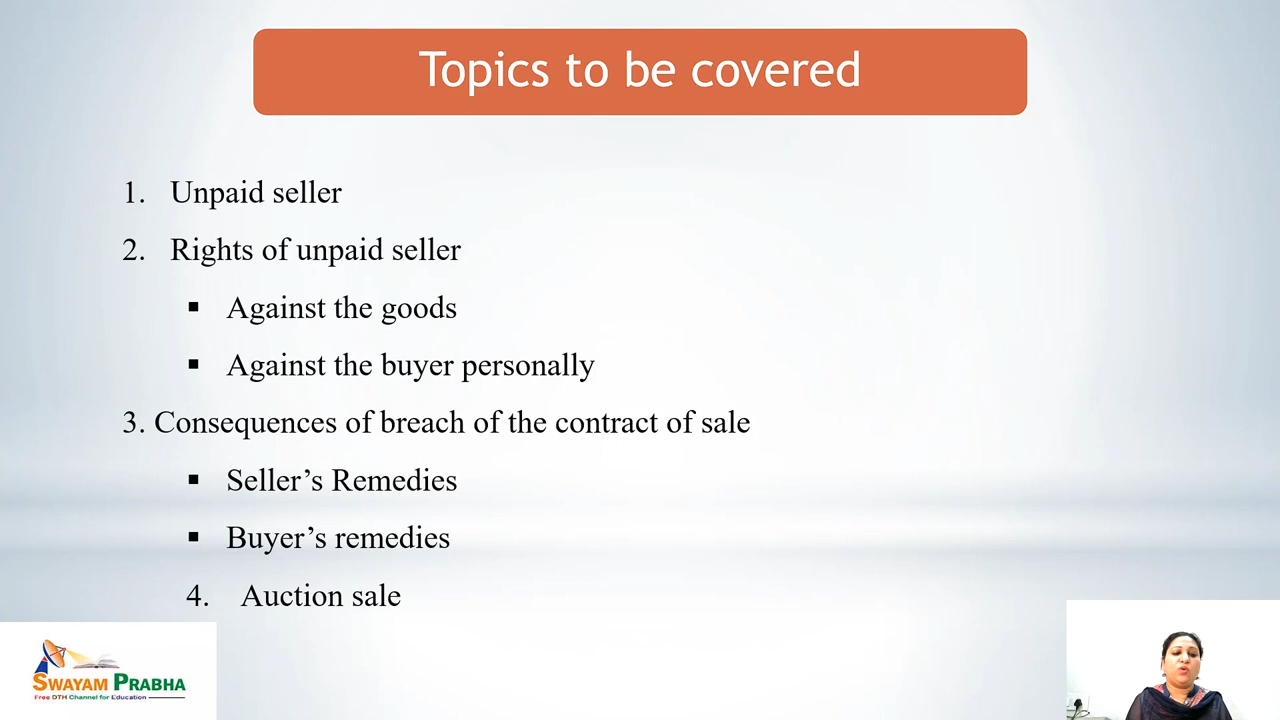 Topics to be covered
1. Unpaid seller
2. Rights of unpaid seller
▪ Against the goods
▪ Against the buyer personally
3. Consequences of breach of the contract of sale
▪ Seller’s Remedies
▪ Buyer’s remedies
4. Auction sale
SWAYAM PRABHA
Free DTH Channel for Education